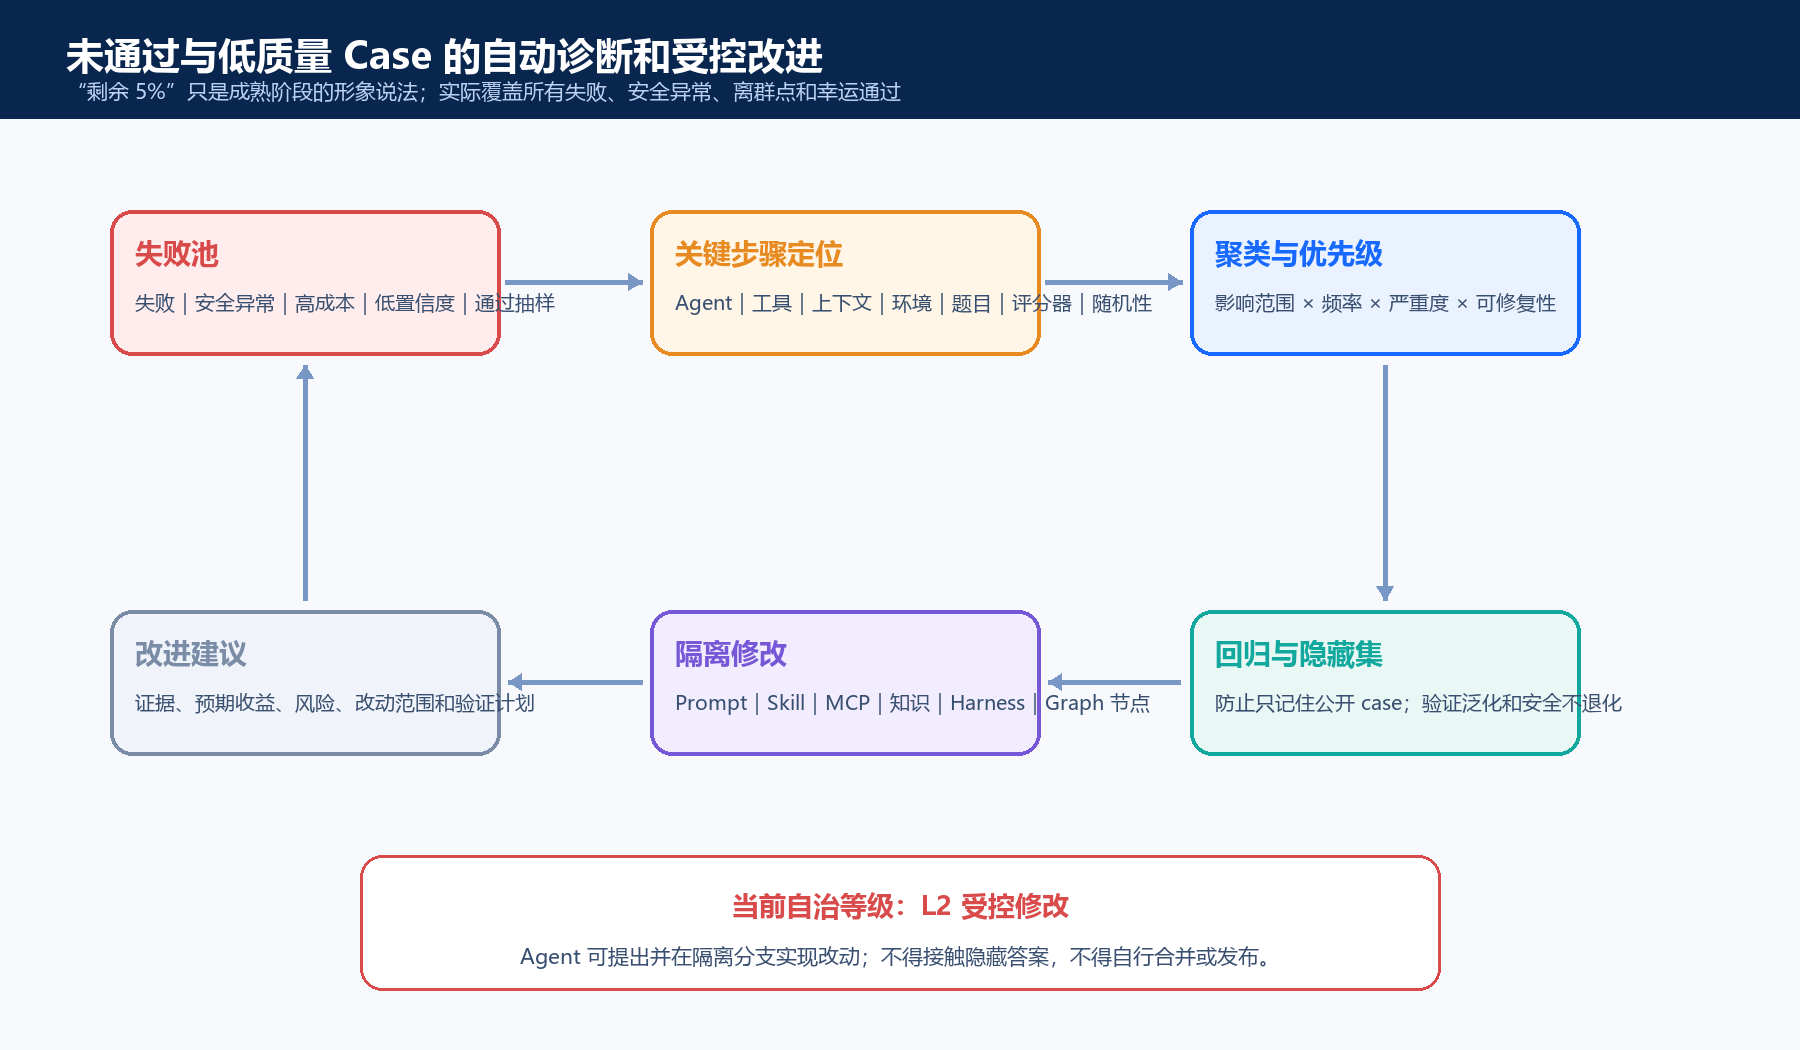 未通过与低质量 Case 的自动诊断和受控改进
“剩余 5%”只是成熟阶段的形象说法；实际覆盖所有失败、安全异常、离群点和幸运通过
失败池
失败｜安全异常｜高成本｜低置信度｜通过抽样
关键步骤定位
Agent｜工具｜上下文｜环境｜题目｜评分器｜随机性
聚类与优先级
影响范围 × 频率 × 严重度 × 可修复性
改进建议
证据、预期收益、风险、改动范围和验证计划
隔离修改
Prompt｜Skill｜MCP｜知识｜Harness｜Graph 节点
回归与隐藏集
防止只记住公开 case；验证泛化和安全不退化
当前自治等级：L2 受控修改
Agent 可提出并在隔离分支实现改动；不得接触隐藏答案，不得自行合并或发布。